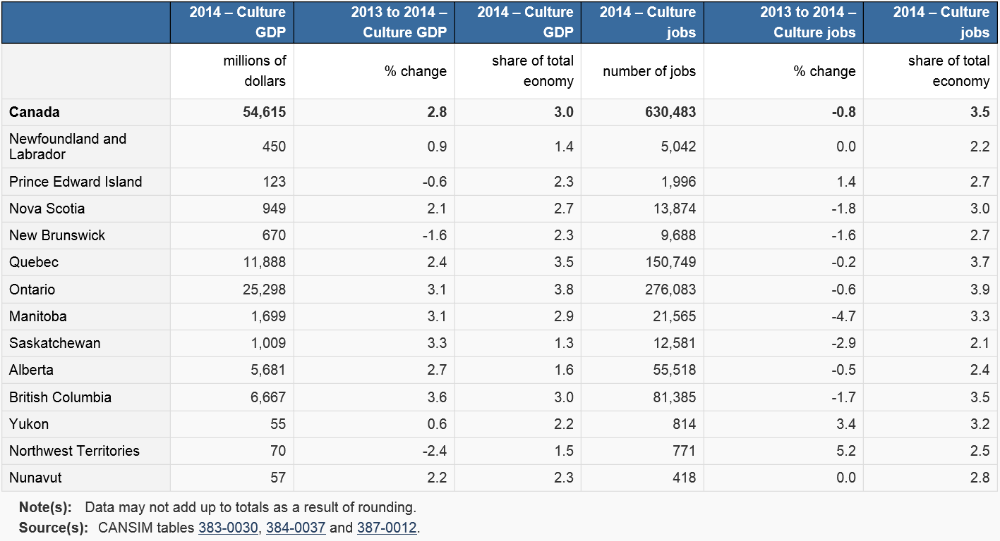 2014 – Culture GDP 2013 to 2014 – Culture GDP 2014 – Culture GDP 2014 – Culture jobs 2013 to 2014 – Culture jobs 2014 – Culture jobs
millions of dollars % change share of total eonomy number of jobs % change share of total economy
Canada 54,615 2.8 3.0 630,483 -0.8 3.5
Newfoundland and Labrador 450 0.9 1.4 5,042 0.0 2.2
Prince Edward Island 123 -0.6 2.3 1,996 1.4 2.7
Nova Scotia 949 2.1 2.7 13,874 -1.8 3.0
New Brunswick 670 -1.6 2.3 9,688 -1.6 2.7
Quebec 11,888 2.4 3.5 150,749 -0.2 3.7
Ontario 25,298 3.1 3.8 276,083 -0.6 3.9
Manitoba 1,699 3.1 2.9 21,565 -4.7 3.3
Saskatchewan 1,009 3.3 1.3 12,581 -2.9 2.1
Alberta 5,681 2.7 1.6 55,518 -0.5 2.4
British Columbia 6,667 3.6 3.0 81,385 -1.7 3.5
Yukon 55 0.6 2.2 814 3.4 3.2
Northwest Territories 70 -2.4 1.5 771 5.2 2.5
Nunavut 57 2.2 2.3 418 0.0 2.8
Note(s): Data may not add up to totals as a result of rounding.
Source(s): CANSIM tables 383-0030, 384-0037 and 387-0012.